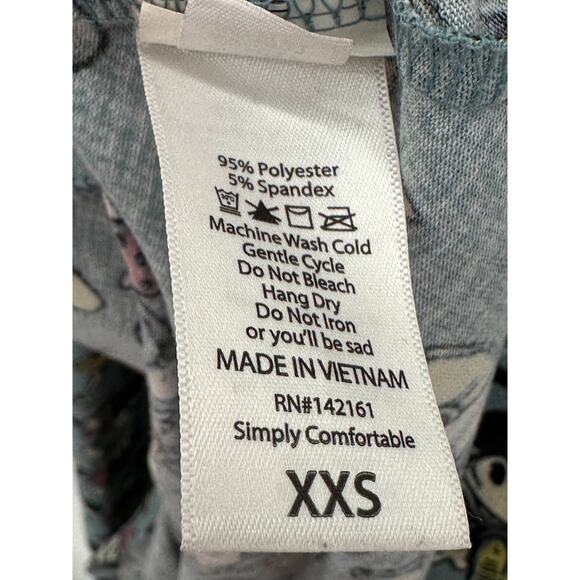 95% Polyester
5% Spandex
Machine Wash Cold
Gentle Cycle
Do Not Bleach
Hang Dry
Do Not Iron
or you'll be sad
MADE IN VIETNAM
RN#142161
Simply Comfortable
XXS